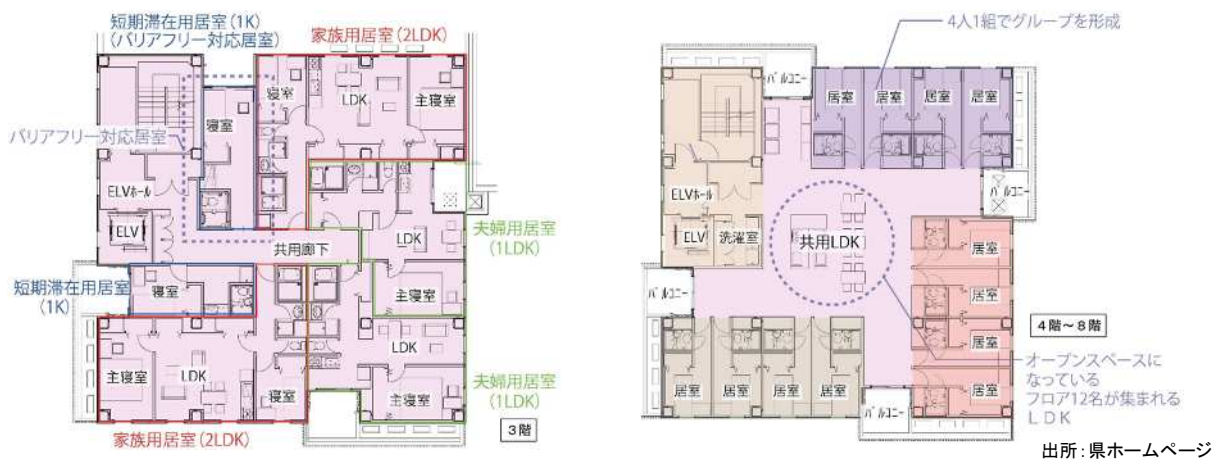 短期滞在用居室(1K)
(バリアフリー対応居室)
家族用居室(2LDK)
寝室
LDK
主寝室
寝室
バリアフリー対応居室
ELVホール
ELV
共用廊下
LDK
夫婦用居室
(1LDK)
短期滞在用居室
(1K)
寝室
主寝室
主寝室
LDK
寝室
LDK
主寝室
夫婦用居室
(1LDK)
家族用居室(2LDK)
3階
4人1組でグループを形成
バルコニー
居室
居室
居室
居室
ELVホール
バルコニー
ELV
洗濯室
共用LDK
居室
居室
居室
居室
バルコニー
4階~8階
居室
居室
居室
居室
バルコニー
オープンスペースに
なっている
フロア12名が集まれる
LDK
出所:県ホームページ